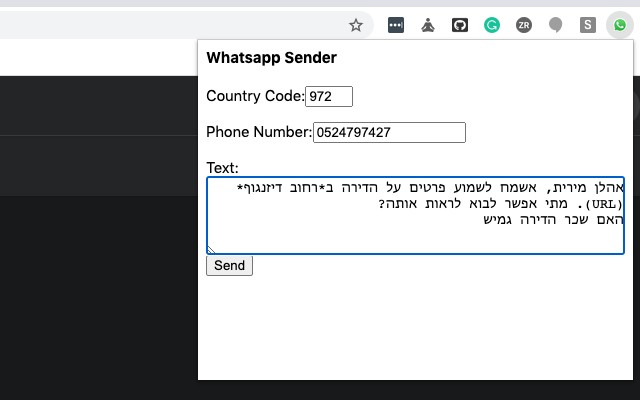 ZR
S
Whatsapp Sender
Country Code: 972
Phone Number: 0524797427
Text:
אהלן מירית, אשמח לשמוע פרטים על הדירה ב*רחוב דיזנגוף*
(URL). מתי אפשר לבוא לראות אותה?
האם שכר הדירה גמיש
Send